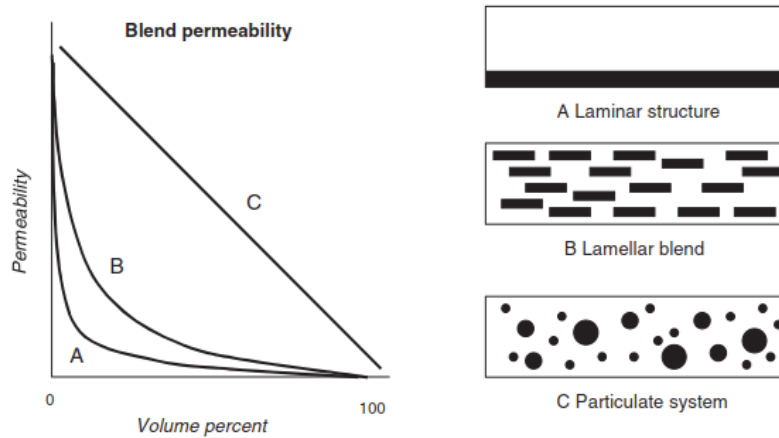 Blend permeability
Permeability
A
B
C
0
100
Volume percent
A Laminar structure
B Lamellar blend
C Particulate system